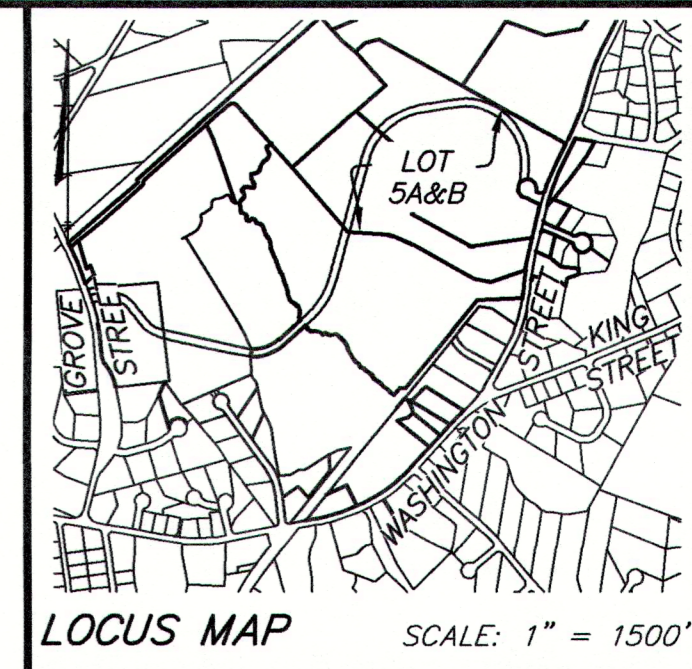 LOT
5A&B
GROVE
STREET
WASHINGTON
STREET
KING
STREET
LOCUS MAP
SCALE: 1" = 1500'